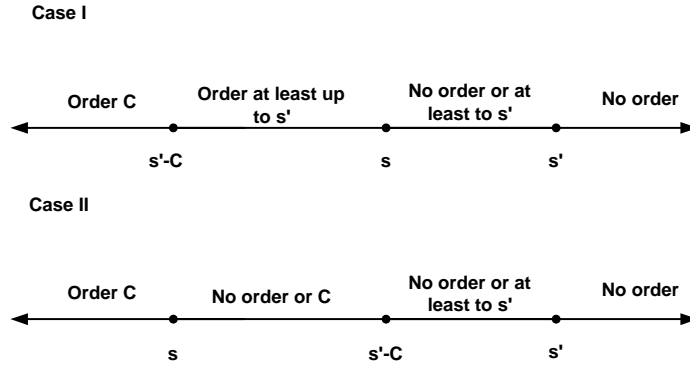 Case I
Order C
Order at least up
to s'
No order or at
least to s'
No order
s'-C
s
s'
Case II
Order C
No order or C
No order or at
least to s'
No order
s
s'-C
s'